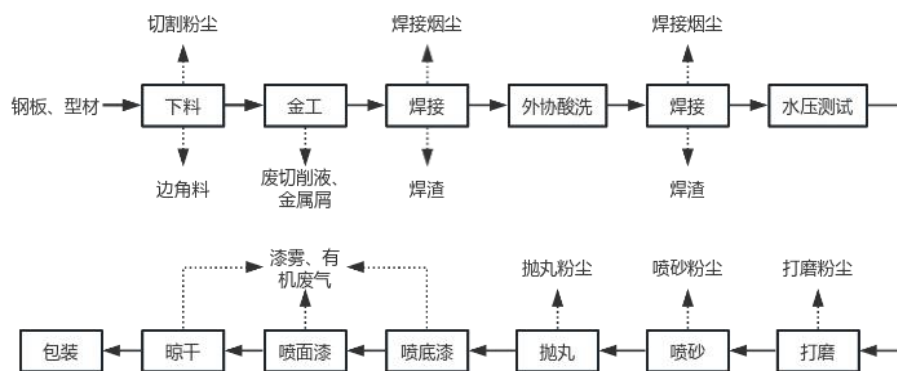 切割粉尘 焊接烟尘 焊接烟尘
钢板、型材 下料 金工 焊接 外协酸洗 焊接 水压测试
边角料 废切削液、 焊渣 焊渣
金属屑
漆雾、有 抛丸粉尘 喷砂粉尘 打磨粉尘
机废气
包装 晾干 喷面漆 喷底漆 抛丸 喷砂 打磨